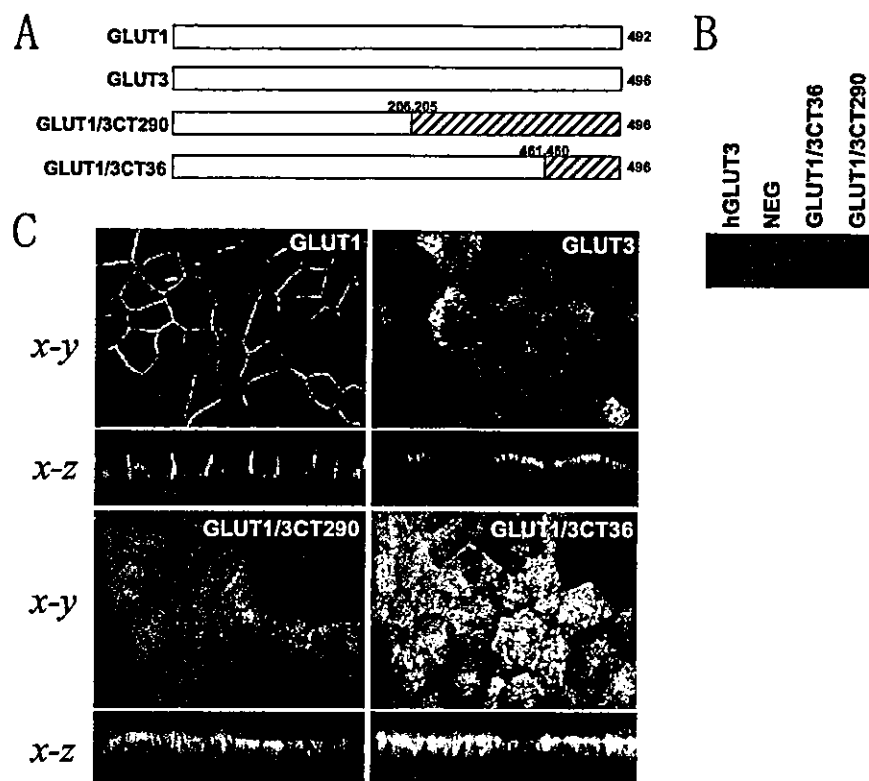 A
GLUT1 492
GLUT3 496
206,205
GLUT1/3CT290 496
461,460
GLUT1/3CT36 496
B
hGLUT3
NEG
GLUT1/3CT36
GLUT1/3CT290
C
GLUT1
GLUT3
x-y
x-z
GLUT1/3CT290
GLUT1/3CT36
x-y
x-z